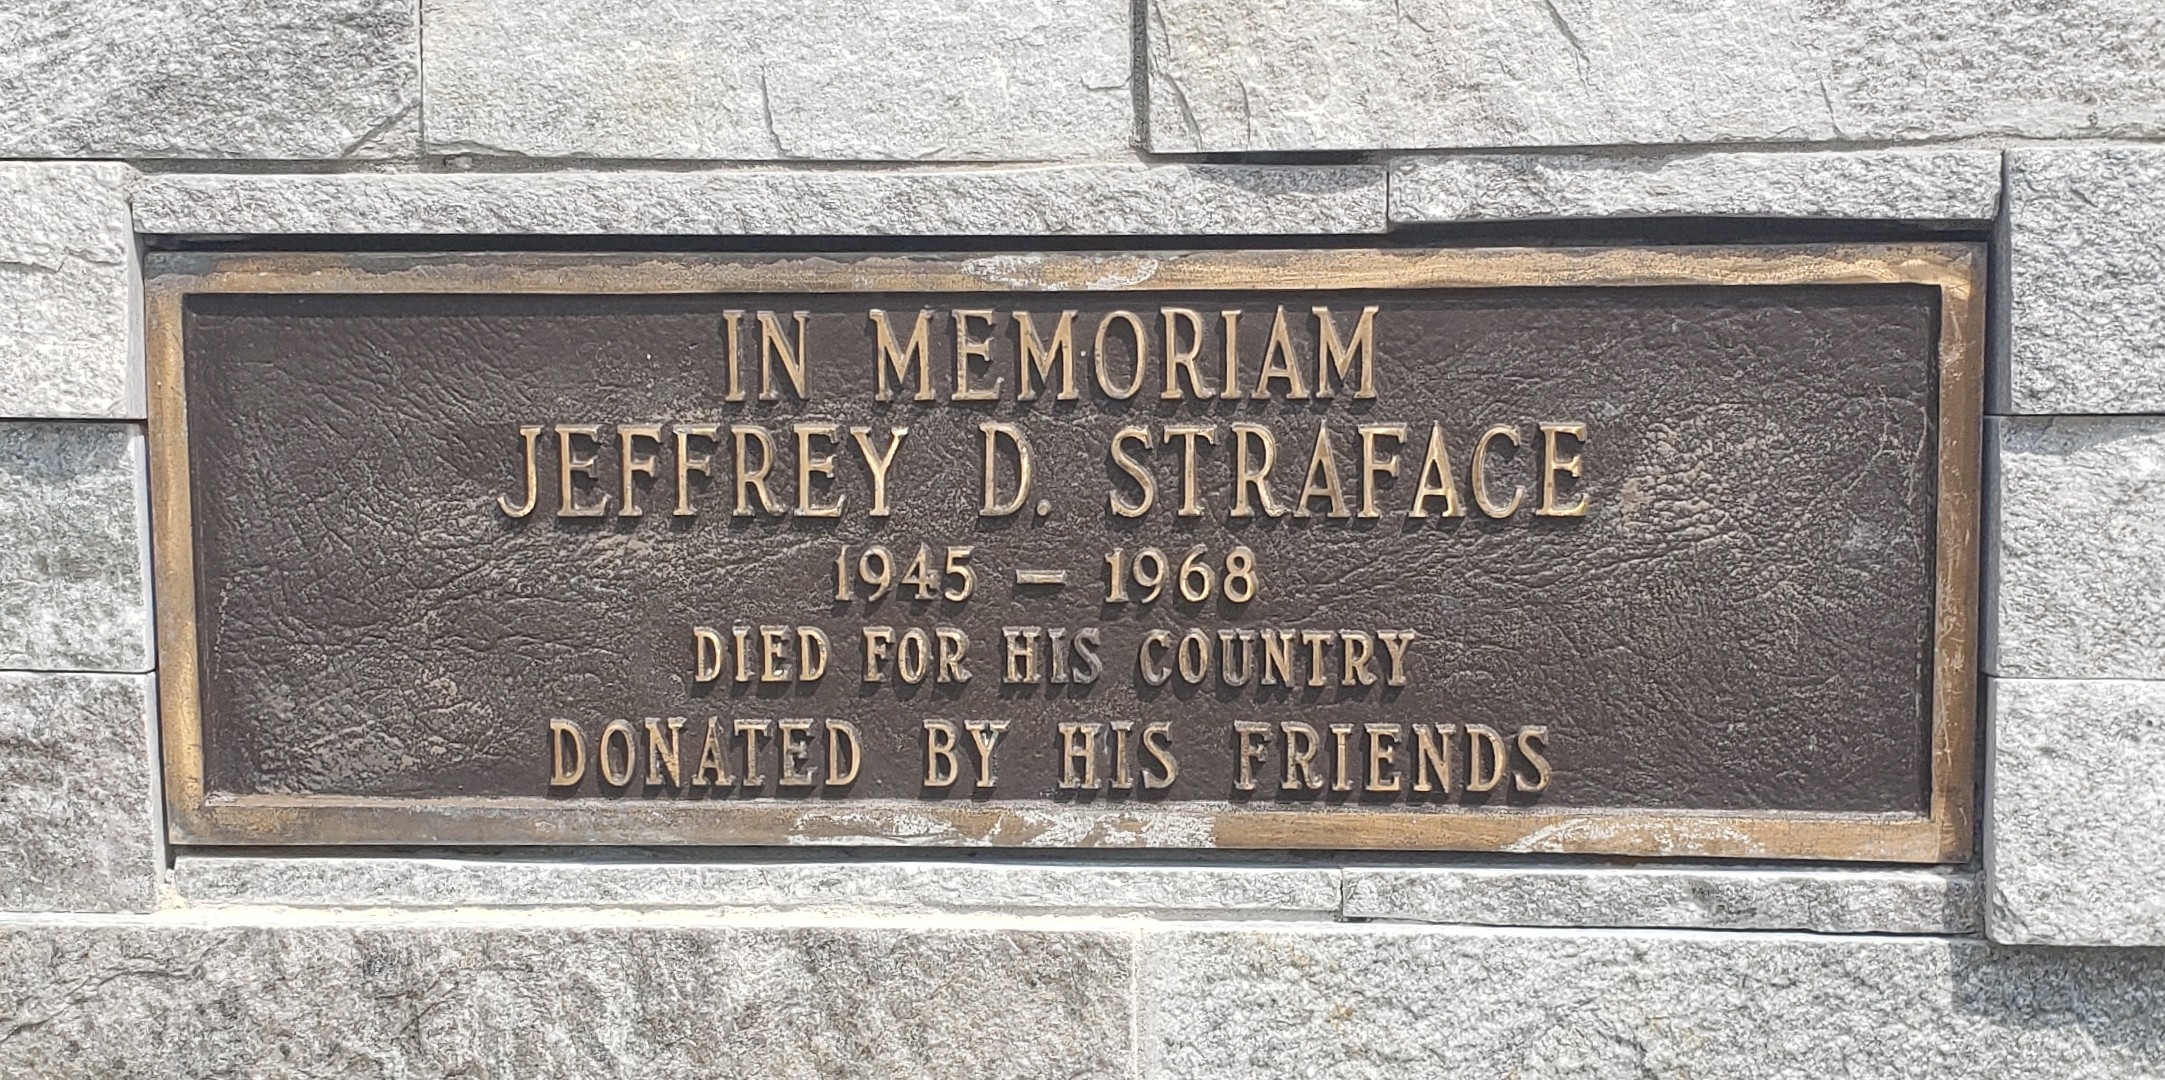 IN MEMORIAM
JEFFREY D. STRAFACE
1945 — 1968
DIED FOR HIS COUNTRY
DONATED BY HIS FRIENDS